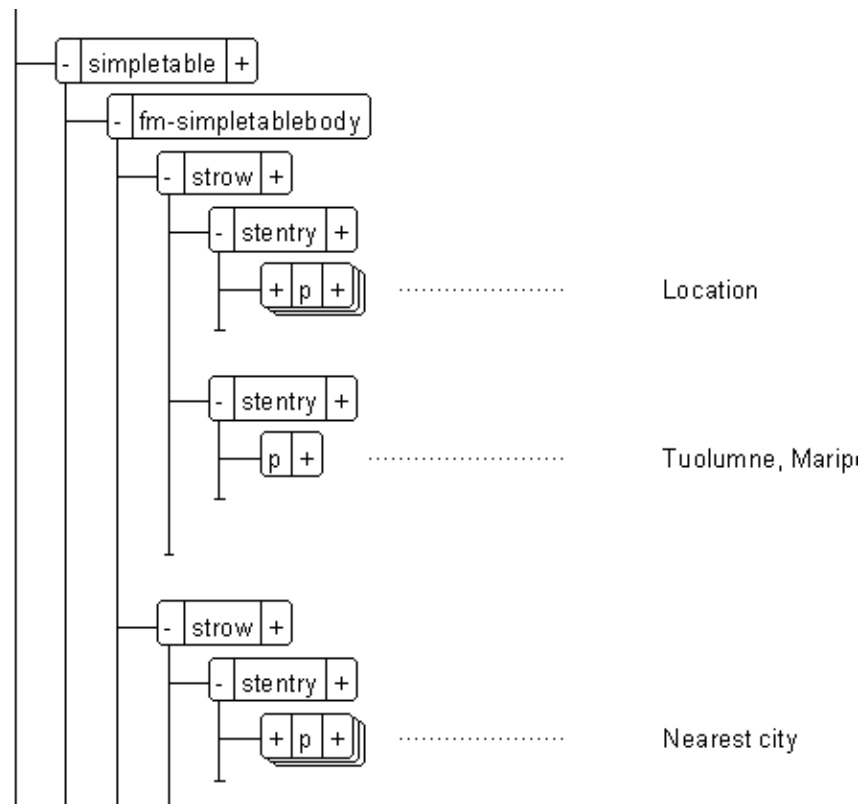 - simpletable +
- fm-simpletablebody
- strow +
- stentry +
+ p + Location
- stentry +
p + Tuolumne,
- strow +
- stentry +
+ p + Nearest city